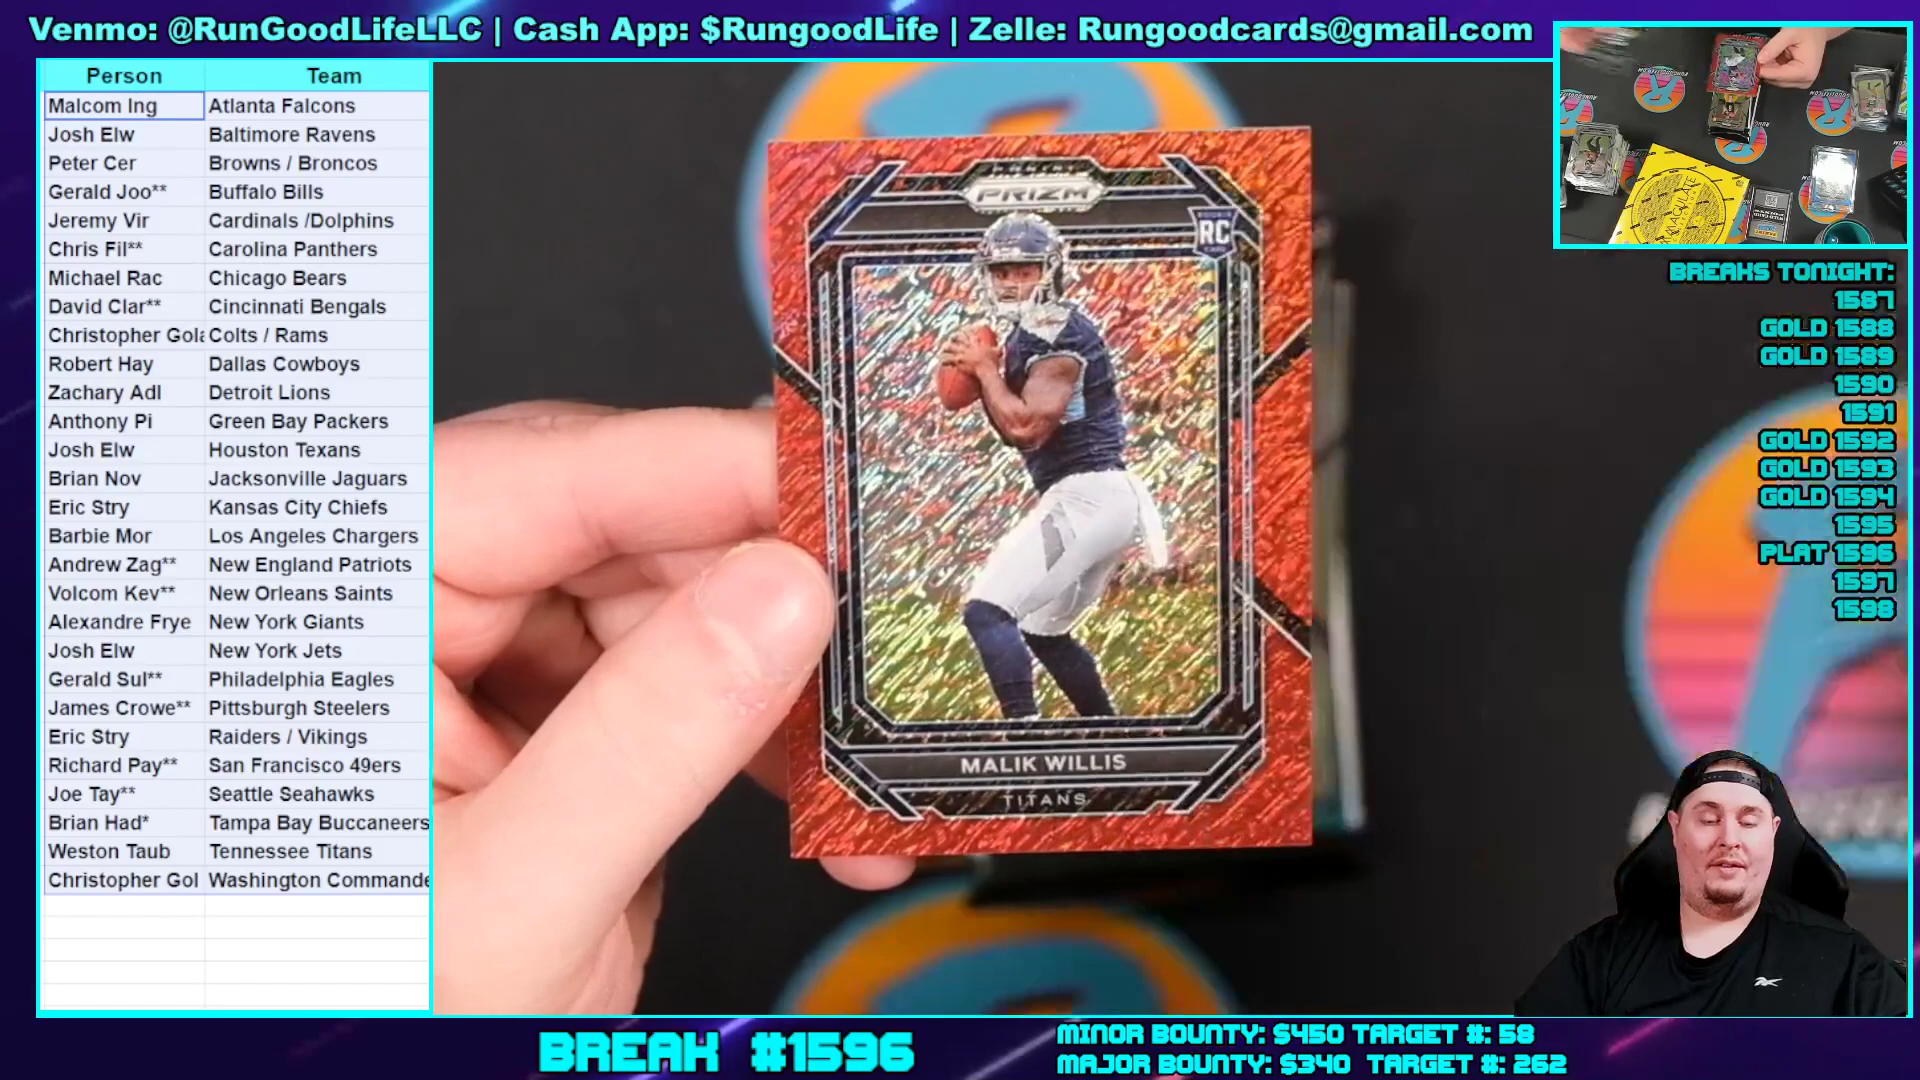 Venmo: @RunGoodLifeLLC | Cash App: $RungoodLife | Zelle: Rungoodcards@gmail.com
Person Team
Malcom Ing Atlanta Falcons
Josh Elw Baltimore Ravens
Peter Cer Browns / Broncos
Gerald Joo** Buffalo Bills
Jeremy Vir Cardinals /Dolphins
Chris Fil** Carolina Panthers
Michael Rac Chicago Bears
David Clar** Cincinnati Bengals
Christopher Gola Colts / Rams
Robert Hay Dallas Cowboys
Zachary Adl Detroit Lions
Anthony Pi Green Bay Packers
Josh Elw Houston Texans
Brian Nov Jacksonville Jaguars
Eric Stry Kansas City Chiefs
Barbie Mor Los Angeles Chargers
Andrew Zag** New England Patriots
Volcom Kev** New Orleans Saints
Alexandre Frye New York Giants
Josh Elw New York Jets
Gerald Sul** Philadelphia Eagles
James Crowe** Pittsburgh Steelers
Eric Stry Raiders / Vikings
Richard Pay** San Francisco 49ers
Joe Tay** Seattle Seahawks
Brian Had* Tampa Bay Buccaneers
Weston Taub Tennessee Titans
Christopher Gol Washington Commande
PANINI
PRIZM
ROOKIE
RC
CARD
MALIK WILLIS
TITANS
BREAKS TONIGHT:
1587
GOLD 1588
GOLD 1589
1590
1591
GOLD 1592
GOLD 1593
GOLD 1594
1595
PLAT 1596
1597
1598
BREAK #1596
MINOR BOUNTY: $450 TARGET #: 58
MAJOR BOUNTY: $340 TARGET #: 262